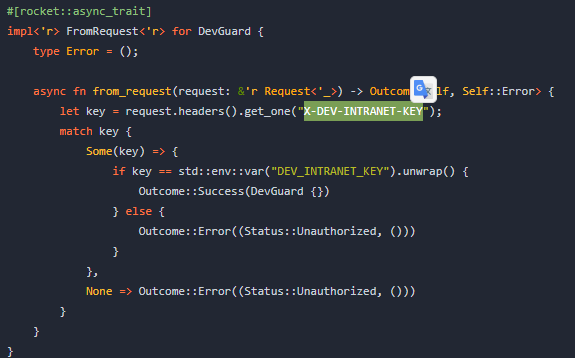 #[rocket::async_trait]
impl<'r> FromRequest<'r> for DevGuard {
    type Error = ();
    async fn from_request(request: &'r Request<'_>) -> Outcom lf, Self::Error> {
        let key = request.headers().get_one("X-DEV-INTRANET-KEY");
        match key {
            Some(key) => {
                if key == std::env::var("DEV_INTRANET_KEY").unwrap() {
                    Outcome::Success(DevGuard {})
                } else {
                    Outcome::Error((Status::Unauthorized, ()))
                }
            },
            None => Outcome::Error((Status::Unauthorized, ()))
        }
    }
}